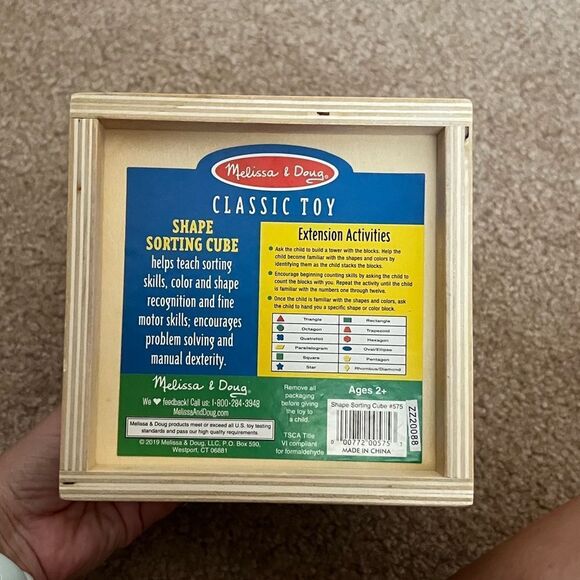 Melissa & Doug®
CLASSIC TOY
SHAPE
SORTING CUBE
helps teach sorting
skills, color and shape
recognition and fine
motor skills; encourages
problem solving and
manual dexterity.
Extension Activities
Ask the child to build a tower with the blocks. Help the
child become familiar with the shapes and colors by
identifying them as the child stacks the blocks.
Encourage beginning counting skills by asking the child to
count the blocks with you. Repeat the activity until the child
is familiar with the numbers one through twelve.
Once the child is familiar with the shapes and colors, ask
the child to hand you a specific shape or color block.
Triangle Rectangle
Octagon Trapezoid
Quatrefoil Hexagon
Parallelogram Oval/Ellipse
Square Pentagon
Star Rhombus/Diamond
Melissa & Doug®
We ♥ feedback! Call us: 1-800-284-3948
MelissaAndDoug.com
Melissa & Doug products meet or exceed all U.S. toy testing
standards and pass our high quality requirements.
© 2019 Melissa & Doug, LLC, P.O. Box 590,
Westport, CT 06881
Remove all
packaging
before giving
the toy to
a child.
TSCA Title
VI compliant
for formaldehyde
Ages 2+
Shape Sorting Cube #575
0 00772 00575 7
MADE IN CHINA
ZZ20088